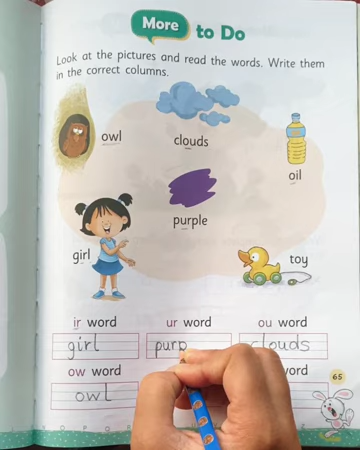 More to Do
Look at the pictures and read the words. Write them
in the correct columns.
owl
clouds
oil
purple
girl
toy
ir word
ur word
ou word
girl
purp
clouds
ow word
word
owl
65